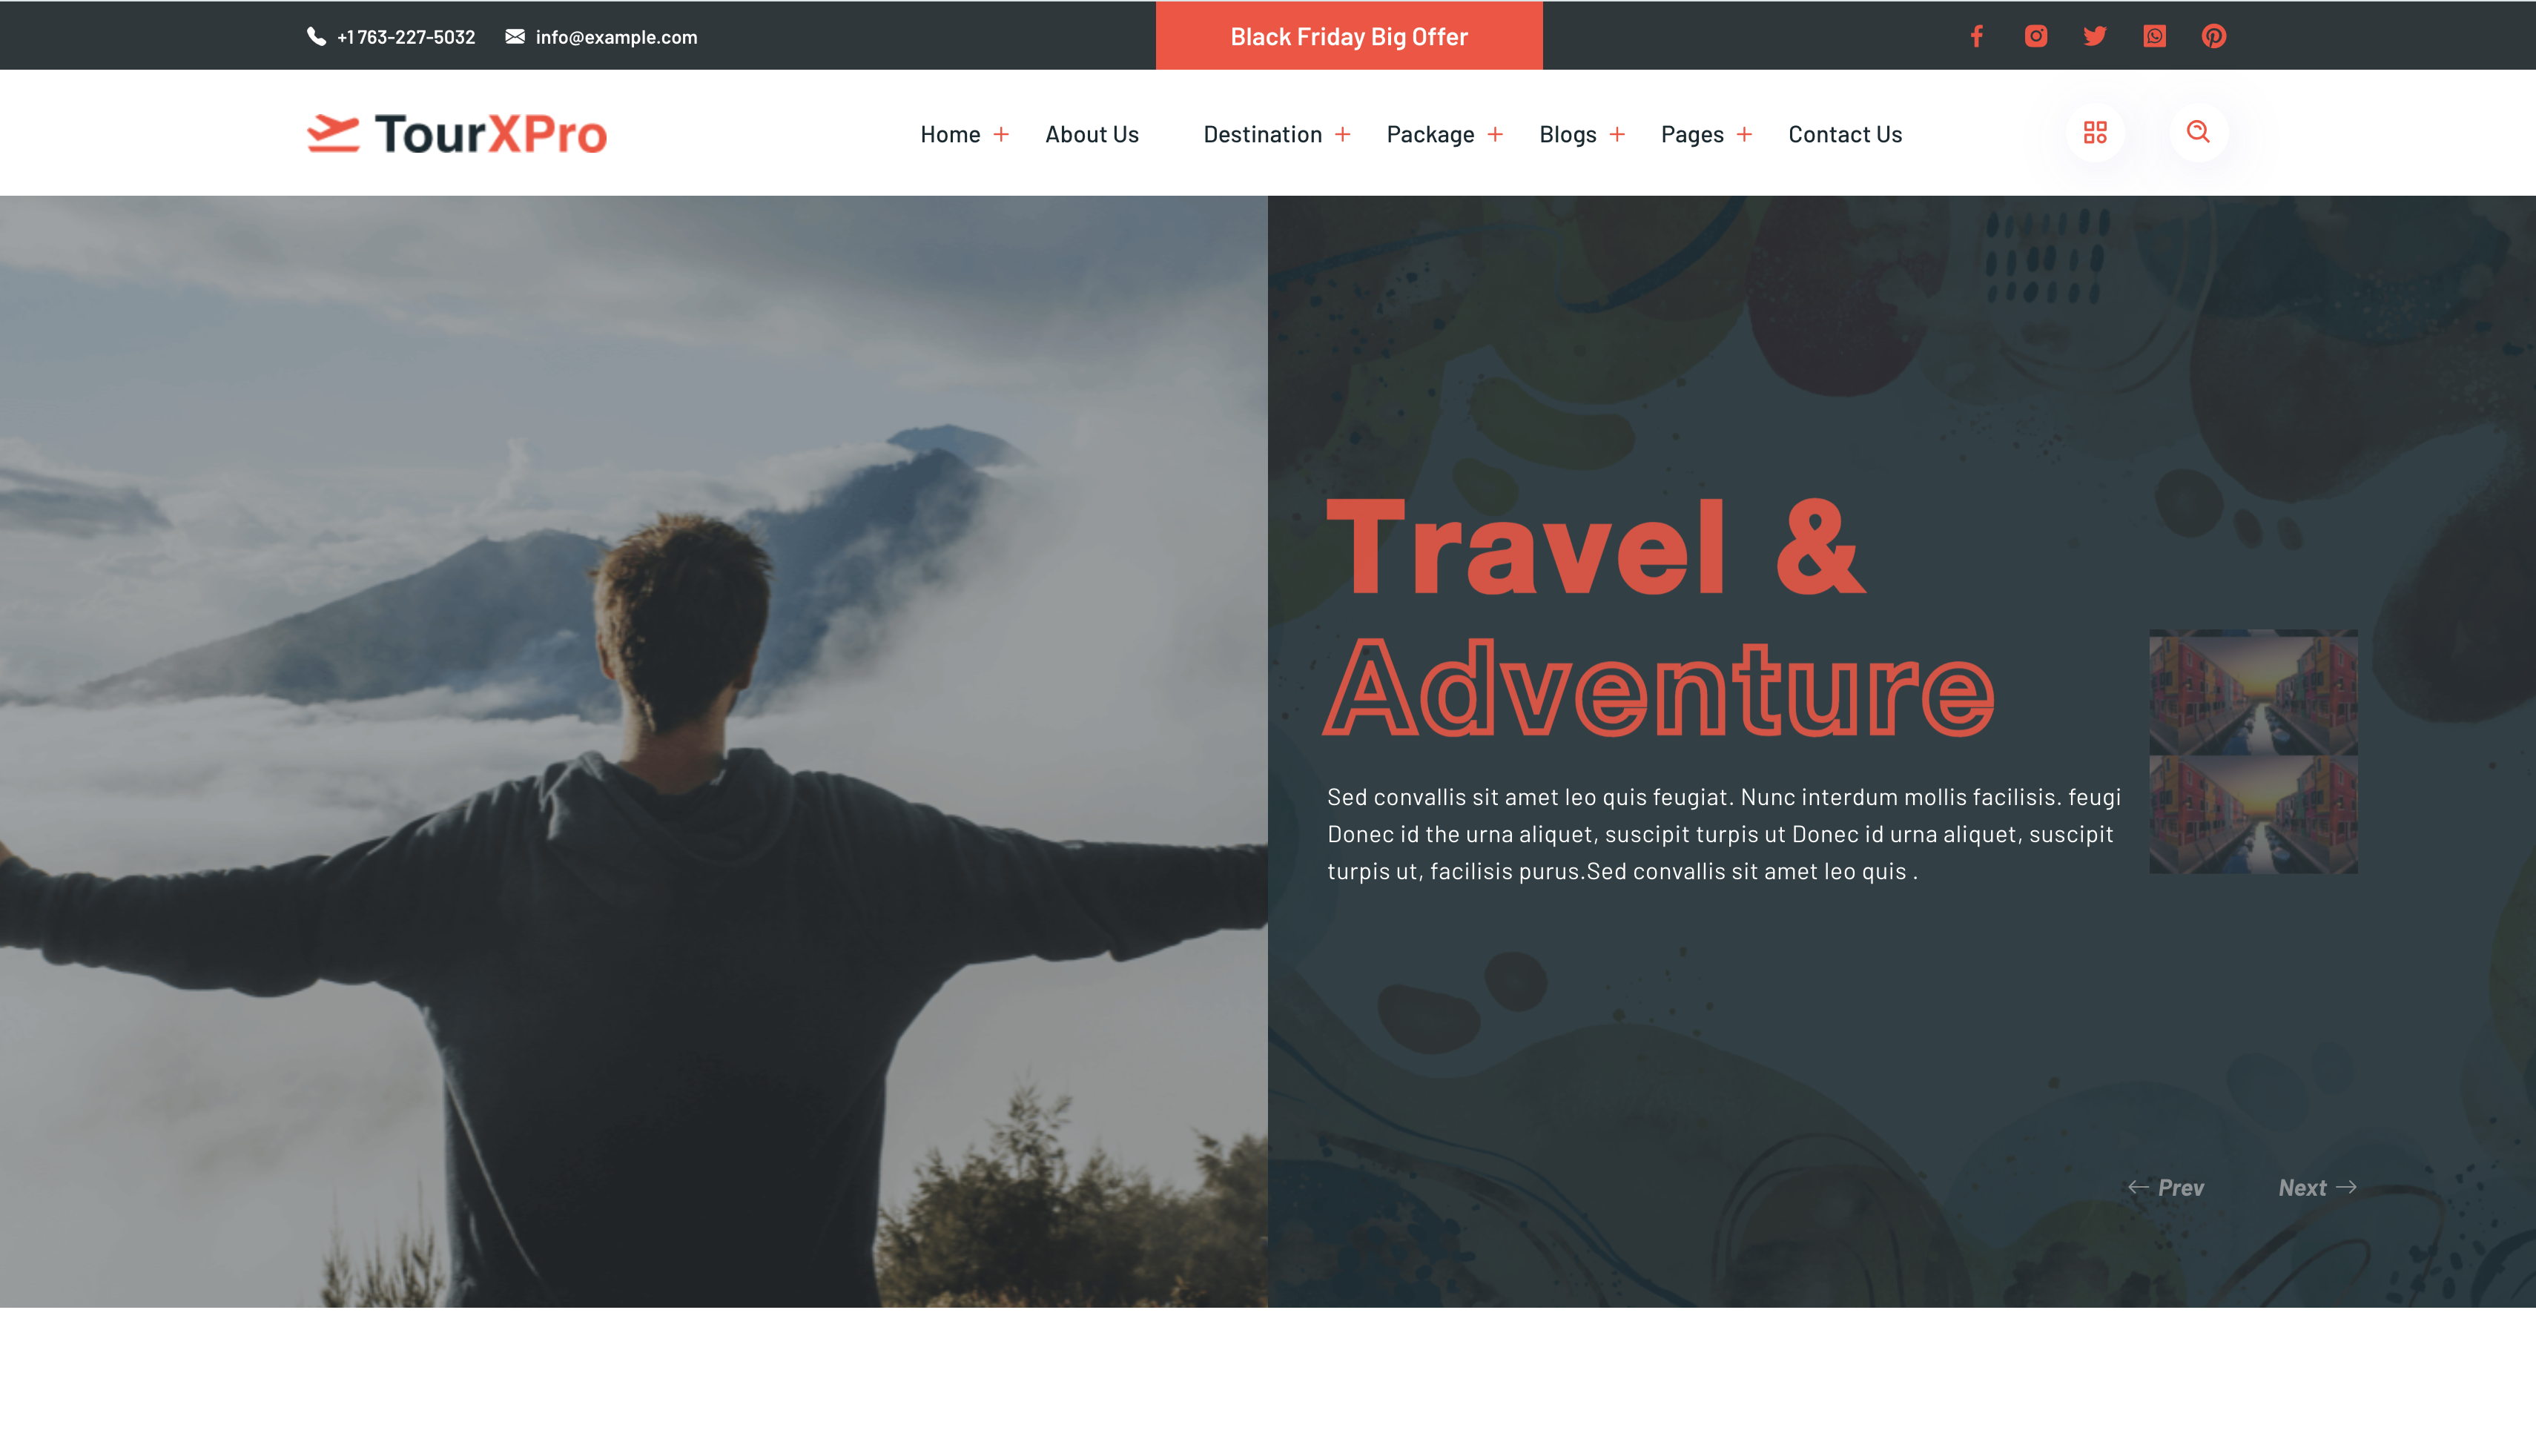 +1 763-227-5032
info@example.com
Black Friday Big Offer
TourXPro
Home
About Us
Destination
Package
Blogs
Pages
Contact Us
Travel &
Adventure
Sed convallis sit amet leo quis feugiat. Nunc interdum mollis facilisis. feugi
Donec id the urna aliquet, suscipit turpis ut Donec id urna aliquet, suscipit
turpis ut, facilisis purus.Sed convallis sit amet leo quis .
Prev
Next